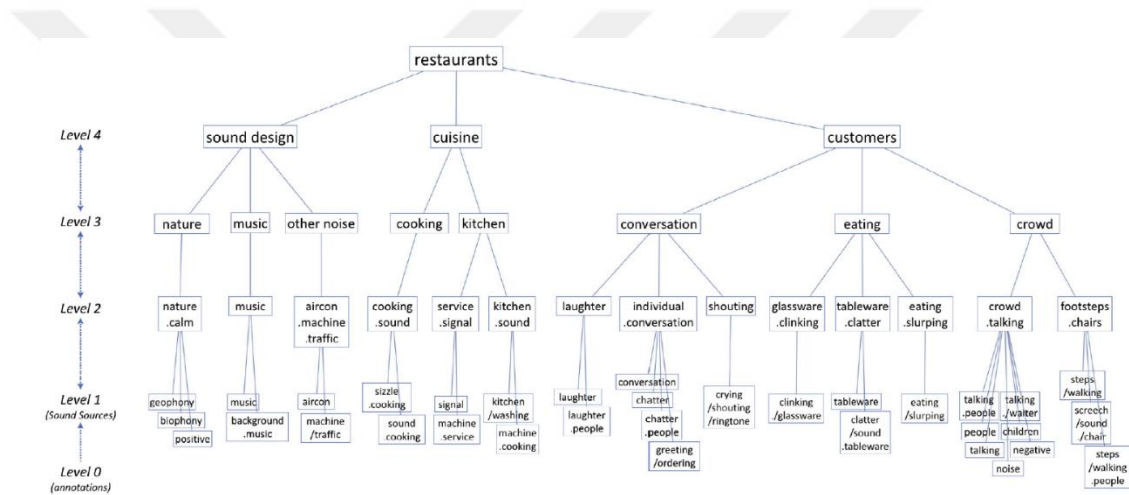 restaurants
Level 4
sound design
cuisine
customers
Level 3
nature
music
other noise
cooking
kitchen
conversation
eating
crowd
Level 2
nature
.calm
music
aircon
.machine
.traffic
cooking
.sound
service
.signal
kitchen
.sound
laughter
individual
.conversation
shouting
glassware
.clinking
tableware
.clatter
eating
.slurping
crowd
.talking
footsteps
.chairs
Level 1
(Sound Sources)
geophony
biophony
positive
music
background
.music
aircon
machine
/traffic
sizzle
.cooking
sound
.cooking
signal
machine
.service
kitchen
/washing
machine
.cooking
laughter
laughter
.people
conversation
chatter
chatter
.people
greeting
/ordering
crying
/shouting
/ringtone
clinking
/glassware
tableware
clatter
/sound
.tableware
eating
/slurping
talking
.people
people
talking
noise
talking
./waiter
children
negative
steps
/walking
screech
/sound
/chair
steps
/walking
.people
Level 0
(annotations)